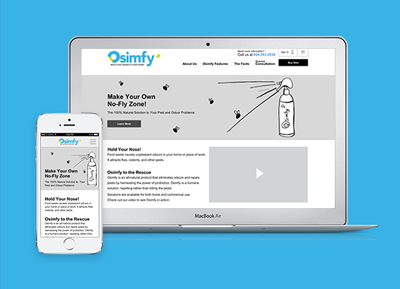 Osimfy
Need more information?
Call us at
Sign In
About Us
Osimfy Features
The Facts
Consultation
Buy Now
Make Your Own
No-Fly Zone!
The 100% Natural Solution to Your Pest and Odour Problems
Learn More
Hold Your Nose!
Food waste causes unpleasant odours in your home or place of work.
It attracts flies, rodents, and other pests.
Osimfy to the Rescue
Osimfy is an all-natural product that eliminates odours and repels
pests by harnessing the power of probiotics. Osimfy is a humane
solution, repelling rather than killing the pests.
Solutions are available for both home and commercial use.
Check out our video to see Osimfy in action.
MacBook Air
Osimfy
Make Your Own
No-Fly Zone!
The 100% Natural Solution to Your Pest and Odour Problems
Hold Your Nose!
Food waste causes unpleasant odours in
your home or place of work. It attracts flies,
rodents, and other pests.
Osimfy to the Rescue
Osimfy is an all-natural product that
eliminates odours and repels pests by
harnessing the power of probiotics. Osimfy
is a humane solution, repelling rather than